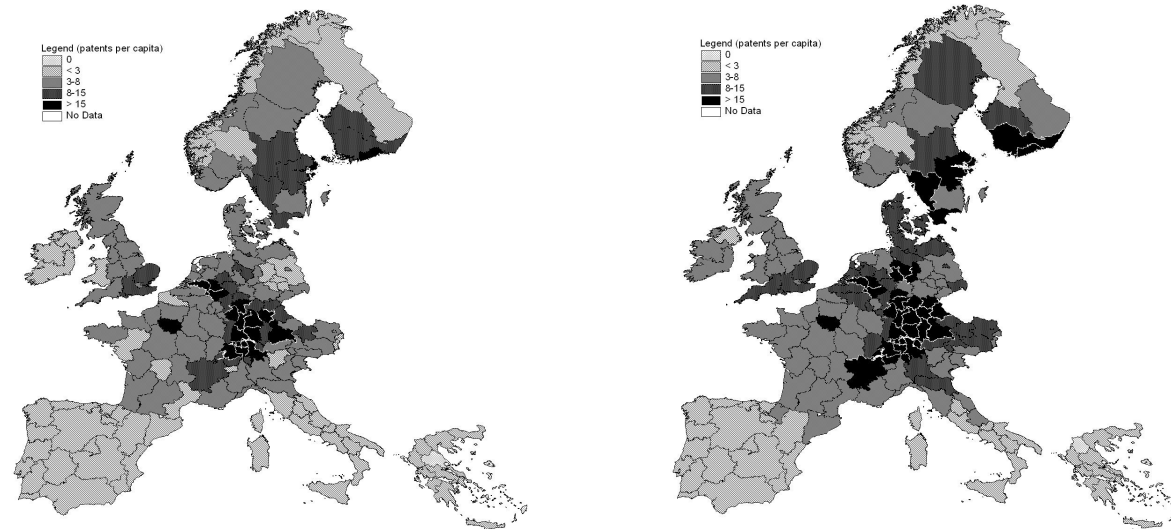 Legend (patents per capita)
0
< 3
3-8
8-15
> 15
No Data
Legend (patents per capita)
0
< 3
3-8
8-15
> 15
No Data